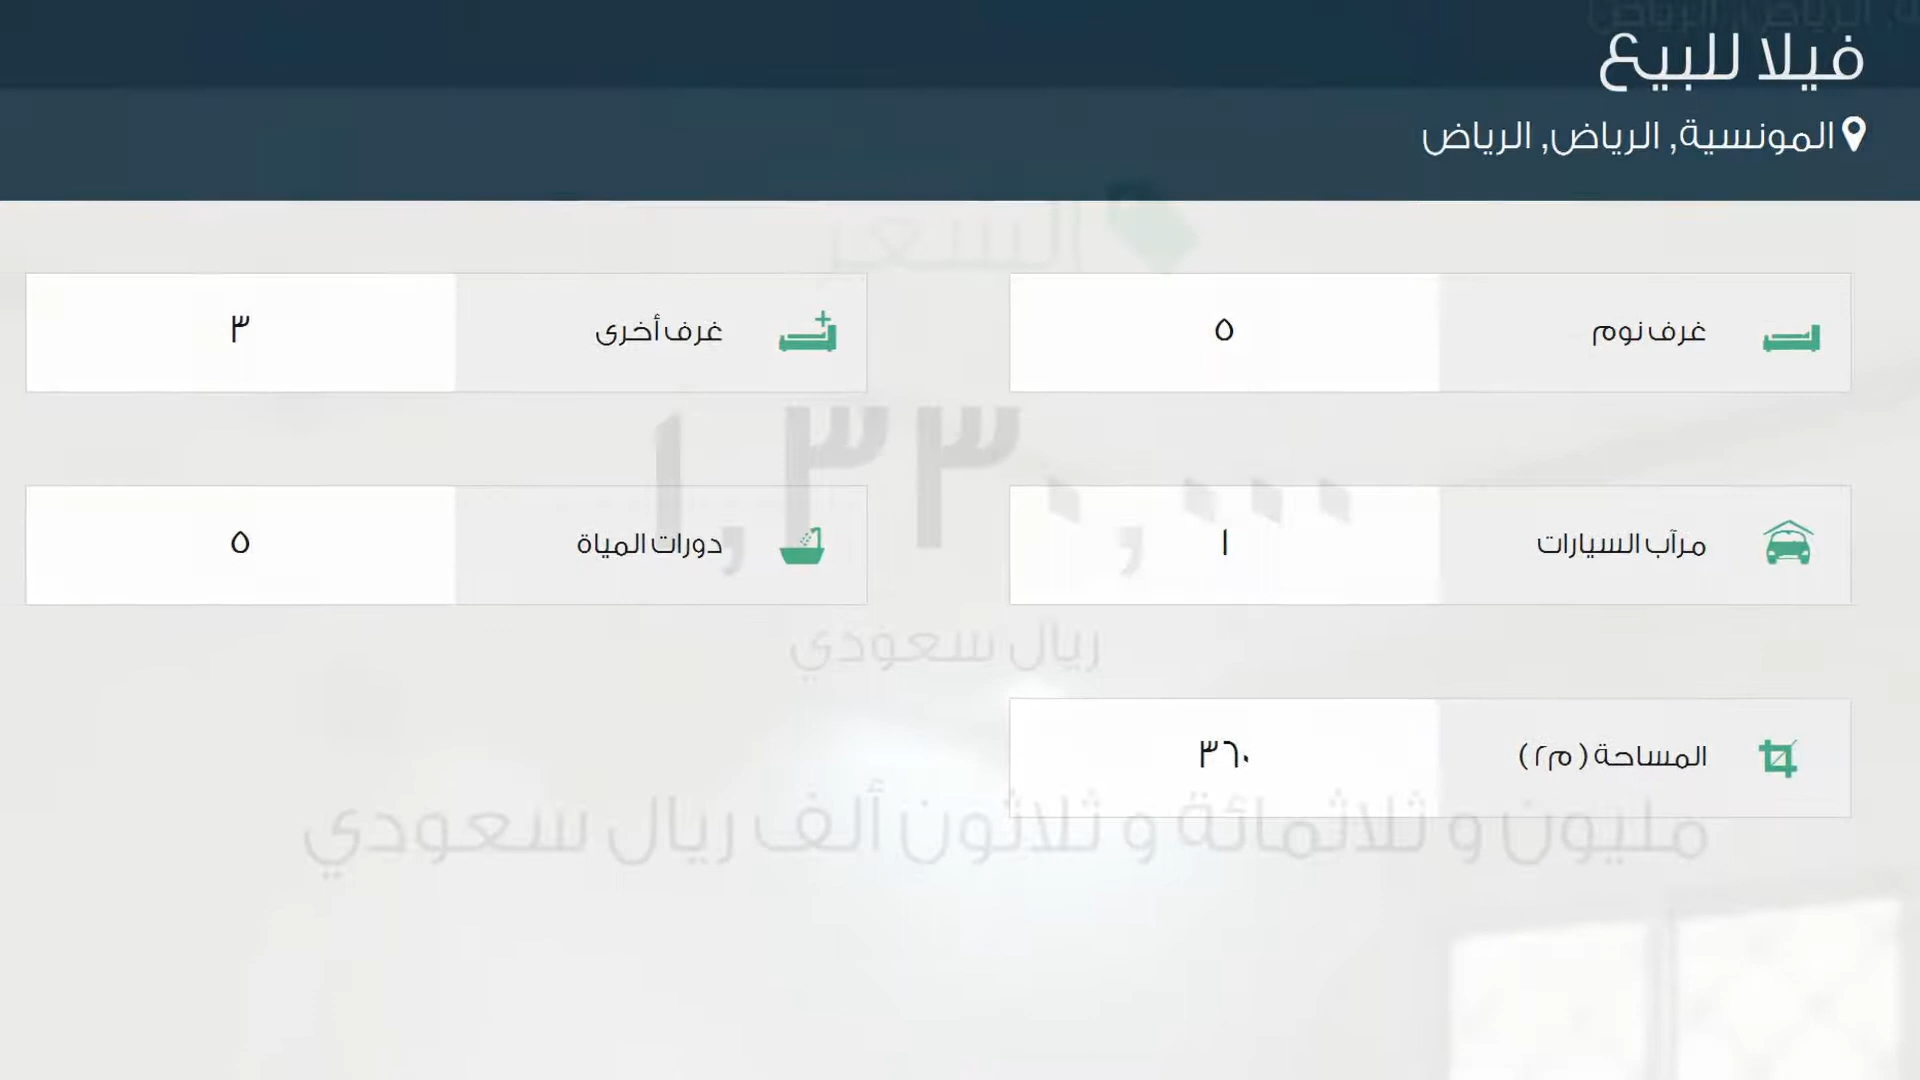 فيلا للبيع
المونسية, الرياض, الرياض
السعر
غرف نوم ٥
غرف أخرى ٣
١,٣٣٠,٠٠٠
مرآب السيارات ١
دورات المياة ٥
ريال سعودي
المساحة (م٢) ٣٦٠
مليون و ثلاثمائة و ثلاثون ألف ريال سعودي